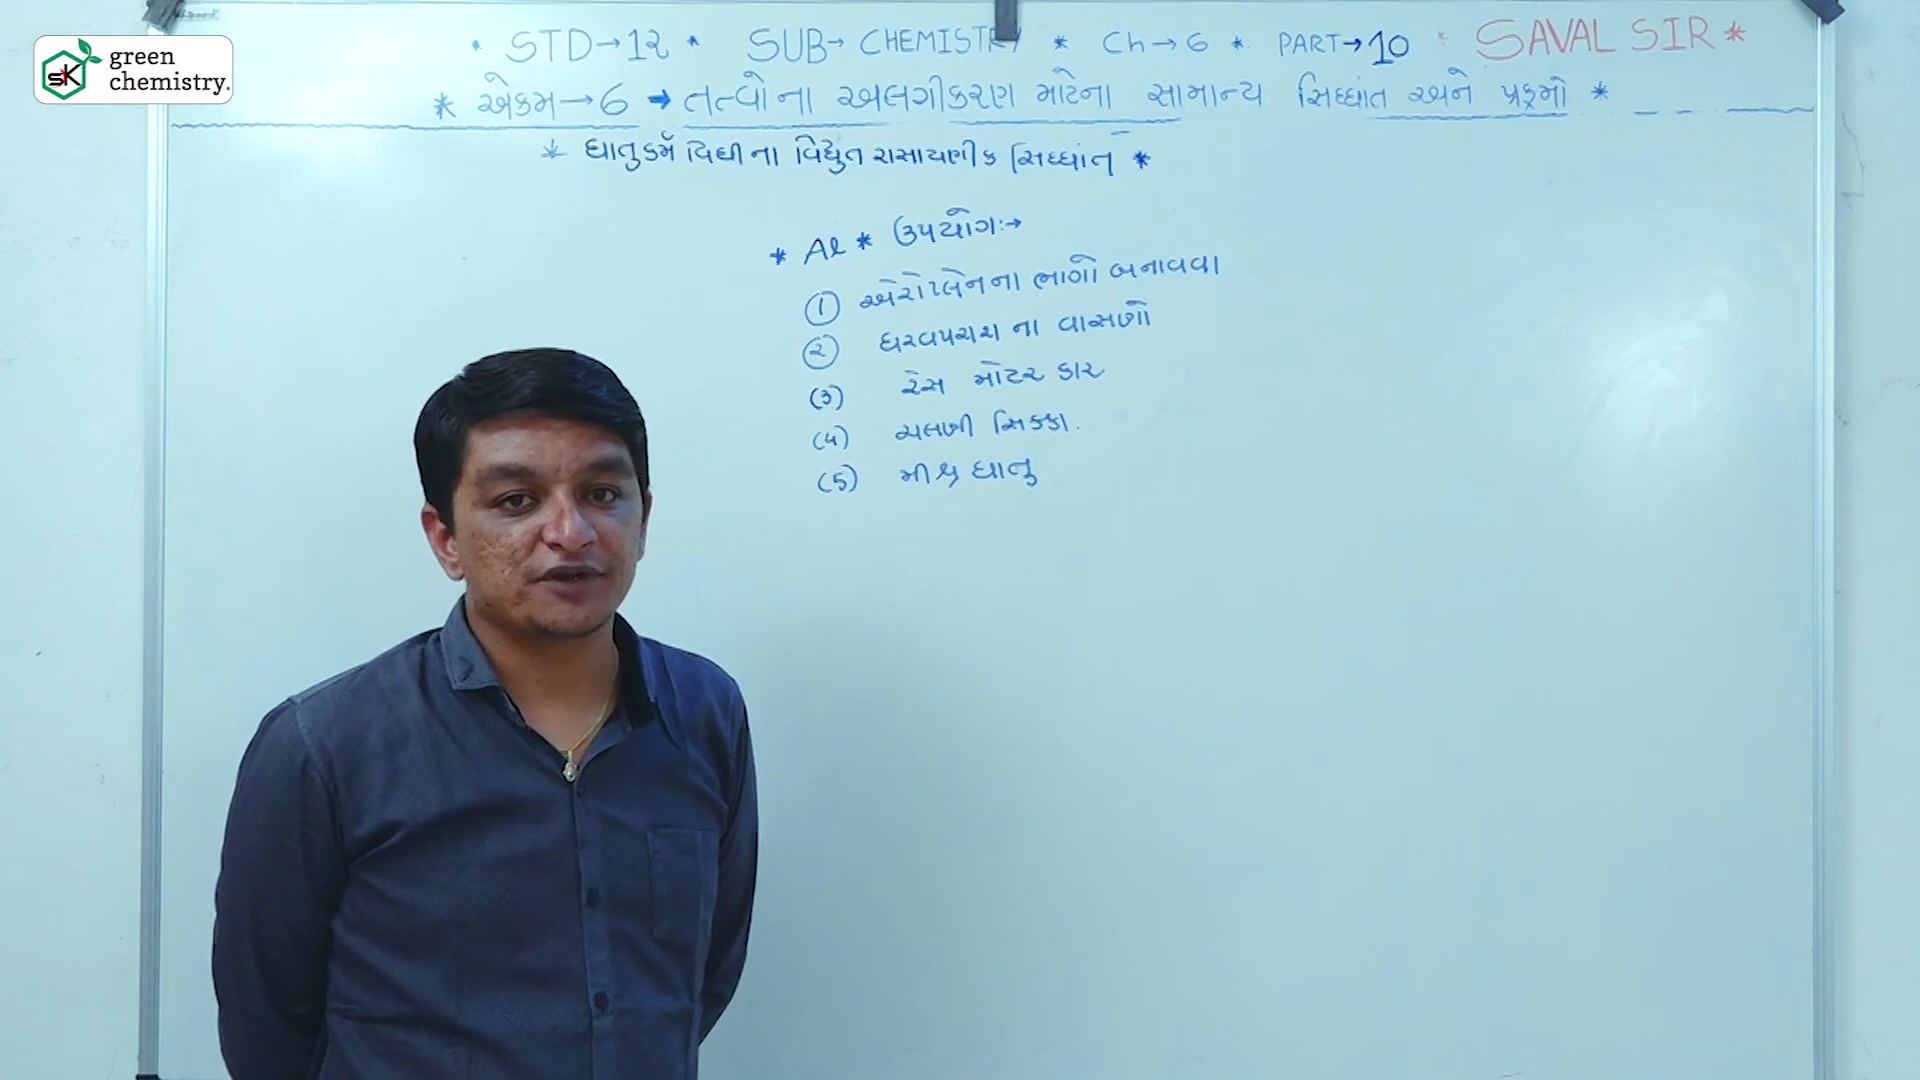 green
chemistry.
SK
* STD→12 * SUB→ CHEMISTRY * Ch→6 * PART→10 * SAVAL SIR *
* એકમ→6 → તત્વોના અલગીકરણ માટેના સામાન્ય સિધ્ધાંત અને પ્રક્રમો *
* ધાતુકર્મ વિધીના વિદ્યુત રાસાયણીક સિધ્ધાંત *
* Al * ઉપયોગ:→
① એરોપ્લેનના ભાગો બનાવવા
② ઘરવપરાશ ના વાસણો
(3) રેસ મોટર કાર
(4) ચલણી સિક્કા.
(5) મીશ્ર ધાતુ